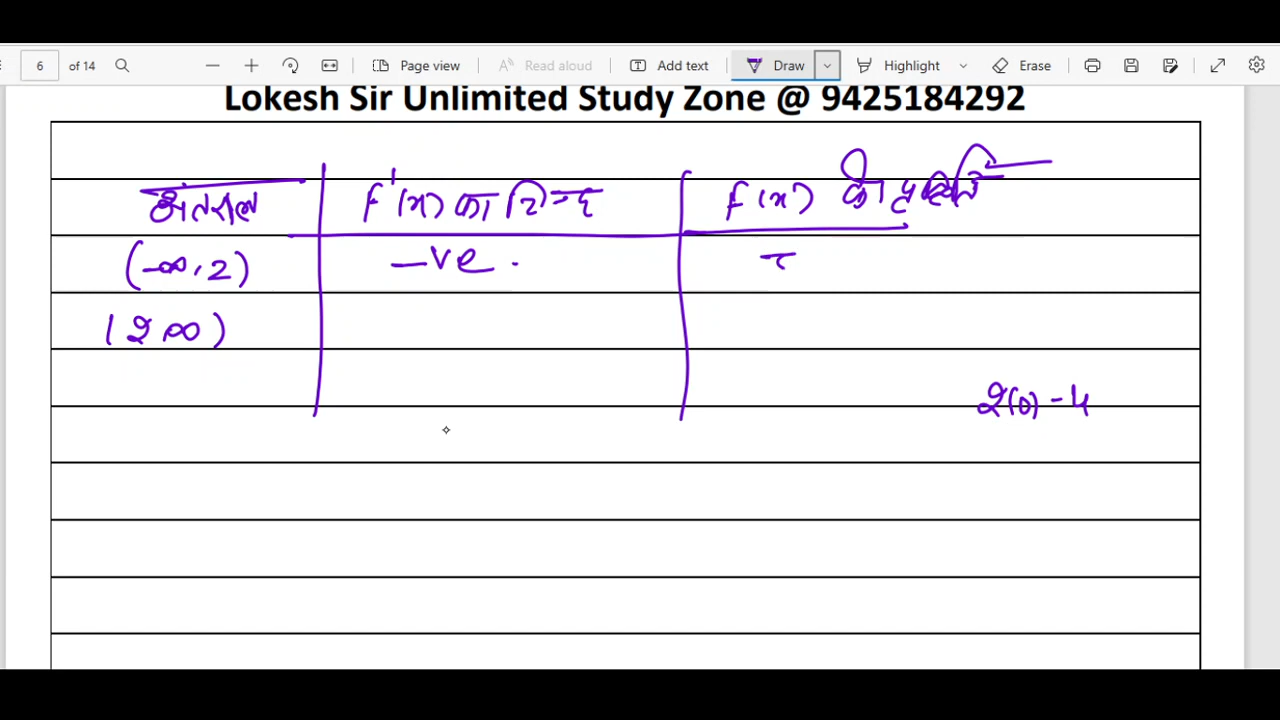 6 of 14 Page view Read aloud Add text Draw Highlight Erase
Lokesh Sir Unlimited Study Zone @ 9425184292
अंतराल f'(x) का चिन्ह f(x) की प्रकृति
(-∞, 2) -ve
(2 ∞)
2(0) - 4